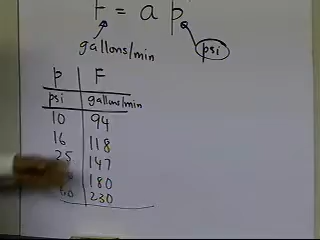 F = a p
gallons/min psi
p F
psi gallons/min
10 94
16 118
25 147
180
230